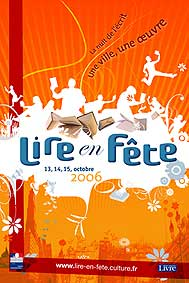 La nuit de l'écrit
une ville, une œuvre
Lire en Fête
13, 14, 15, octobre
2006
www.lire-en-fete.culture.fr
Livre